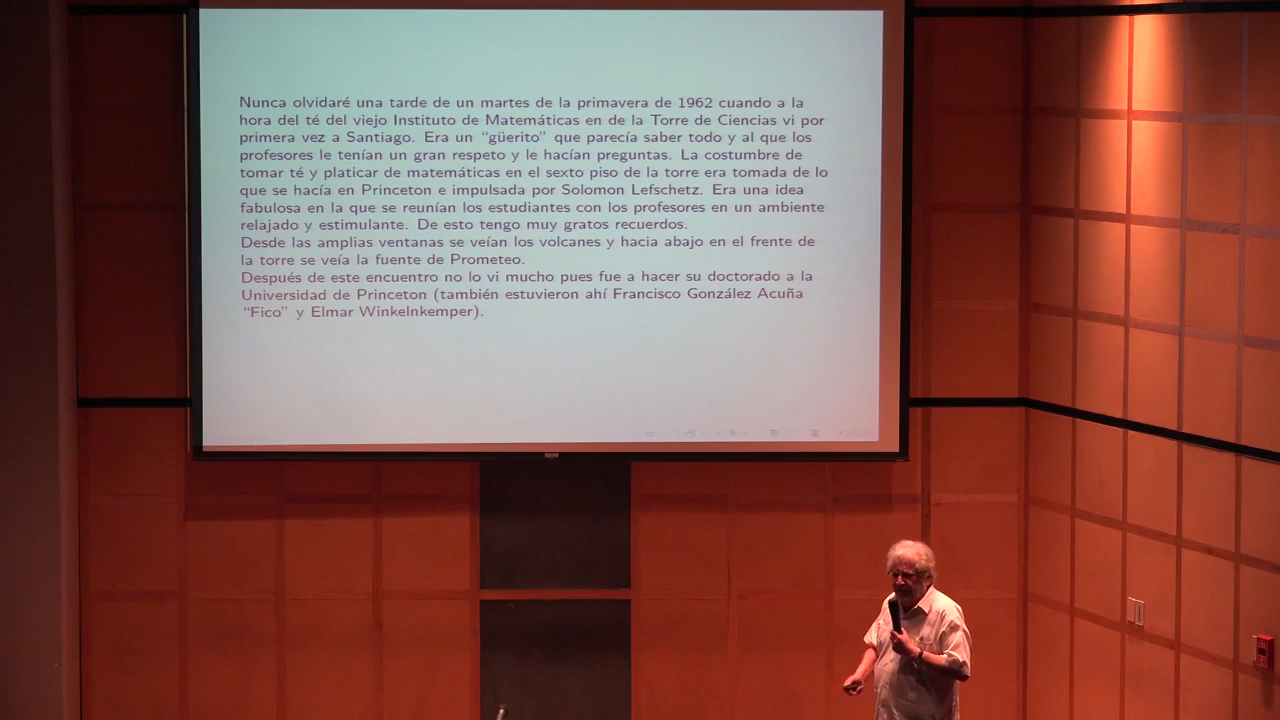 Nunca olvidaré una tarde de un martes de la primavera de 1962 cuando a la
hora del té del viejo Instituto de Matemáticas en de la Torre de Ciencias vi por
primera vez a Santiago. Era un “güerito” que parecía saber todo y al que los
profesores le tenían un gran respeto y le hacían preguntas. La costumbre de
tomar té y platicar de matemáticas en el sexto piso de la torre era tomada de lo
que se hacía en Princeton e impulsada por Solomon Lefschetz. Era una idea
fabulosa en la que se reunían los estudiantes con los profesores en un ambiente
relajado y estimulante. De esto tengo muy gratos recuerdos.
Desde las amplias ventanas se veían los volcanes y hacia abajo en el frente de
la torre se veía la fuente de Prometeo.
Después de este encuentro no lo vi mucho pues fue a hacer su doctorado a la
Universidad de Princeton (también estuvieron ahí Francisco González Acuña
“Fico” y Elmar Winkelnkemper).